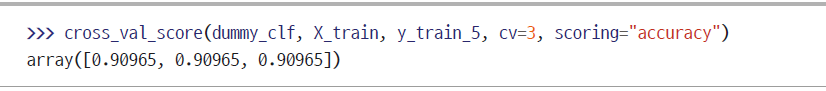 >>> cross_val_score(dummy_clf, X_train, y_train_5, cv=3, scoring="accuracy")
array([0.90965, 0.90965, 0.90965])